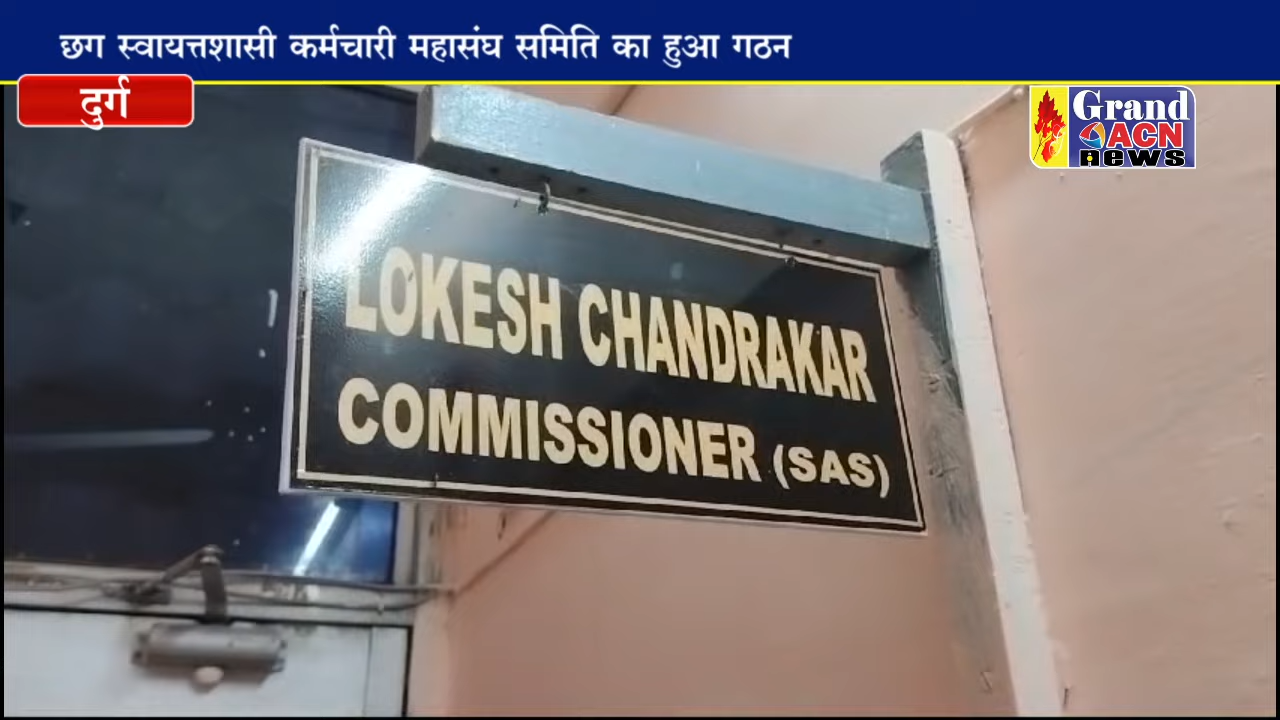 छग स्वायत्तशासी कर्मचारी महासंघ समिति का हुआ गठन
दुर्ग
Grand
ACN
news
LOKESH CHANDRAKAR
COMMISSIONER (SAS)